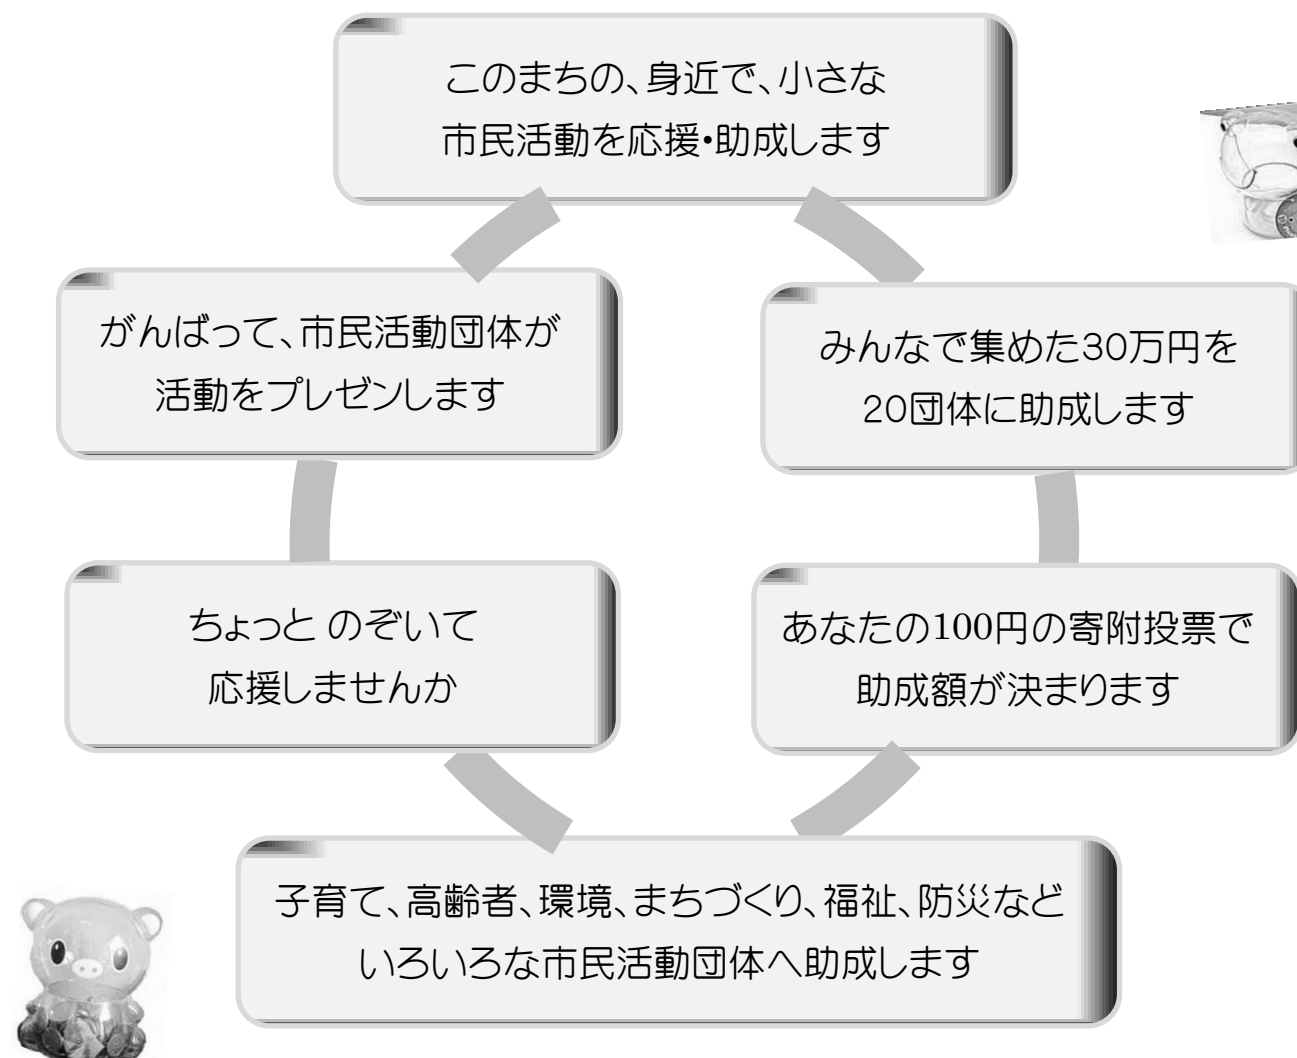 このまちの、身近で、小さな
市民活動を応援・助成します
がんばって、市民活動団体が
活動をプレゼンします
みんなで集めた30万円を
20団体に助成します
ちょっと のぞいて
応援しませんか
あなたの100円の寄附投票で
助成額が決まります
子育て、高齢者、環境、まちづくり、福祉、防災など
いろいろな市民活動団体へ助成します